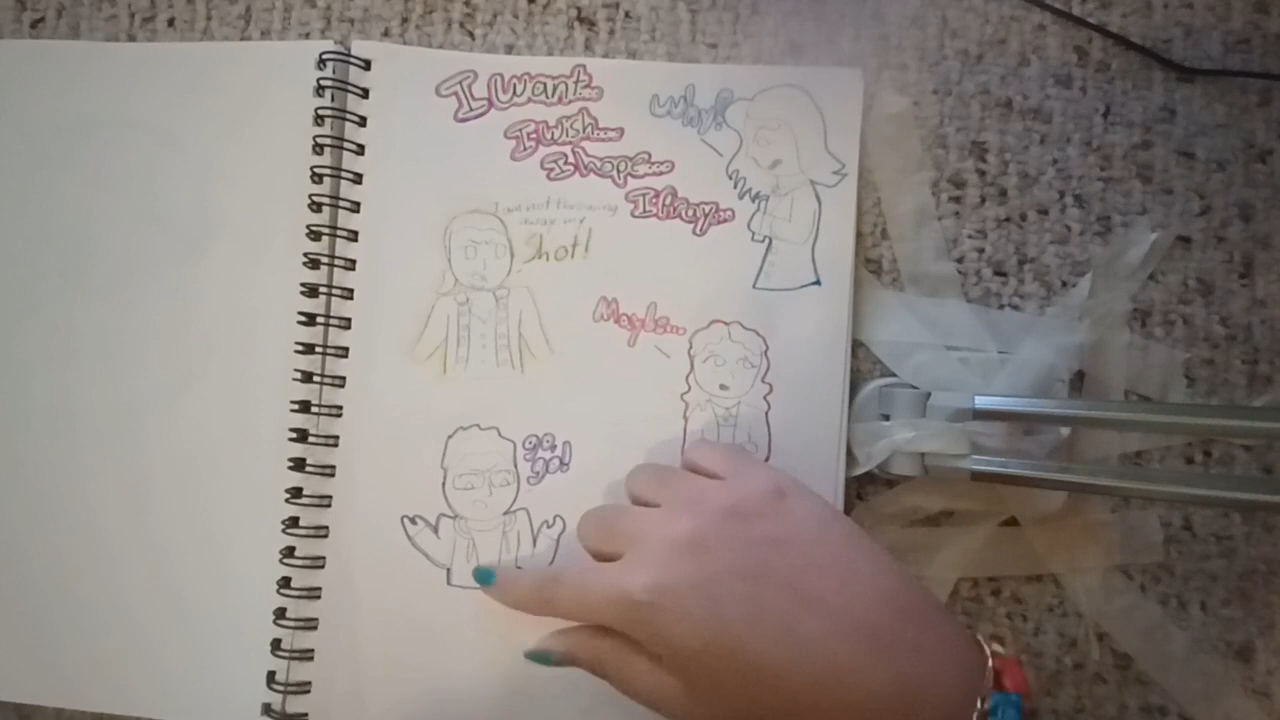 I want...
I wish....
I hope....
I Pray...
Why?
I am not throwing
away my
Shot!
Maybe...
go,
go!